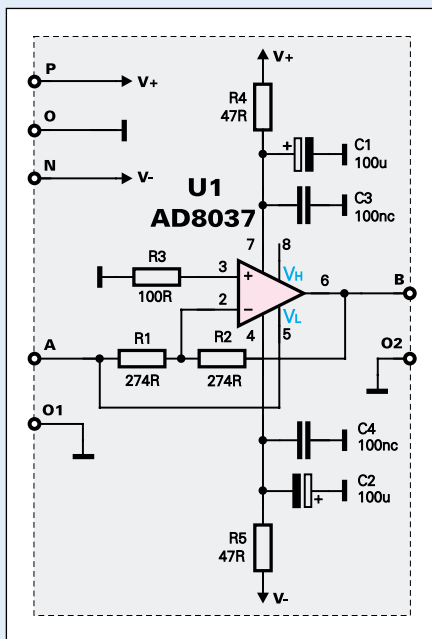 P
V+
O
N
V-
V+
R4
47R
C1
100u
+
C3
100nc
U1
AD8037
7
8
VH
R3
100R
3
+
6
B
2
−
VL
4
5
A
R1
274R
R2
274R
O2
O1
C4
100nc
C2
100u
+
R5
47R
V-